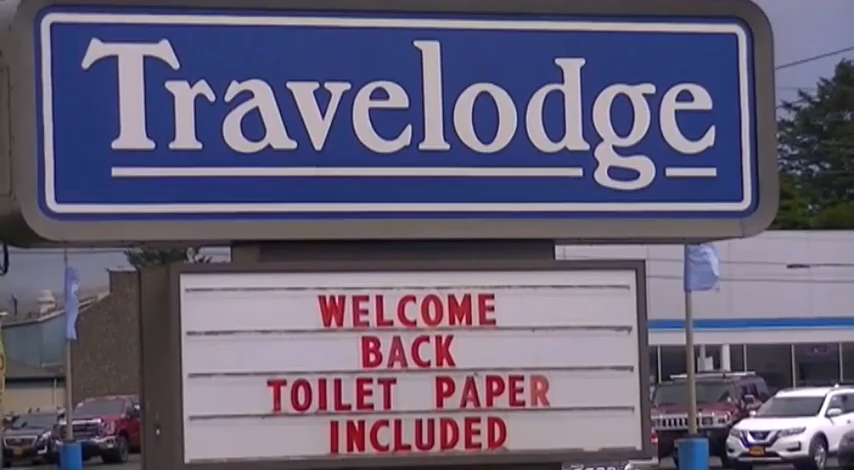 Travelodge
WELCOME
BACK
TOILET PAPER
INCLUDED